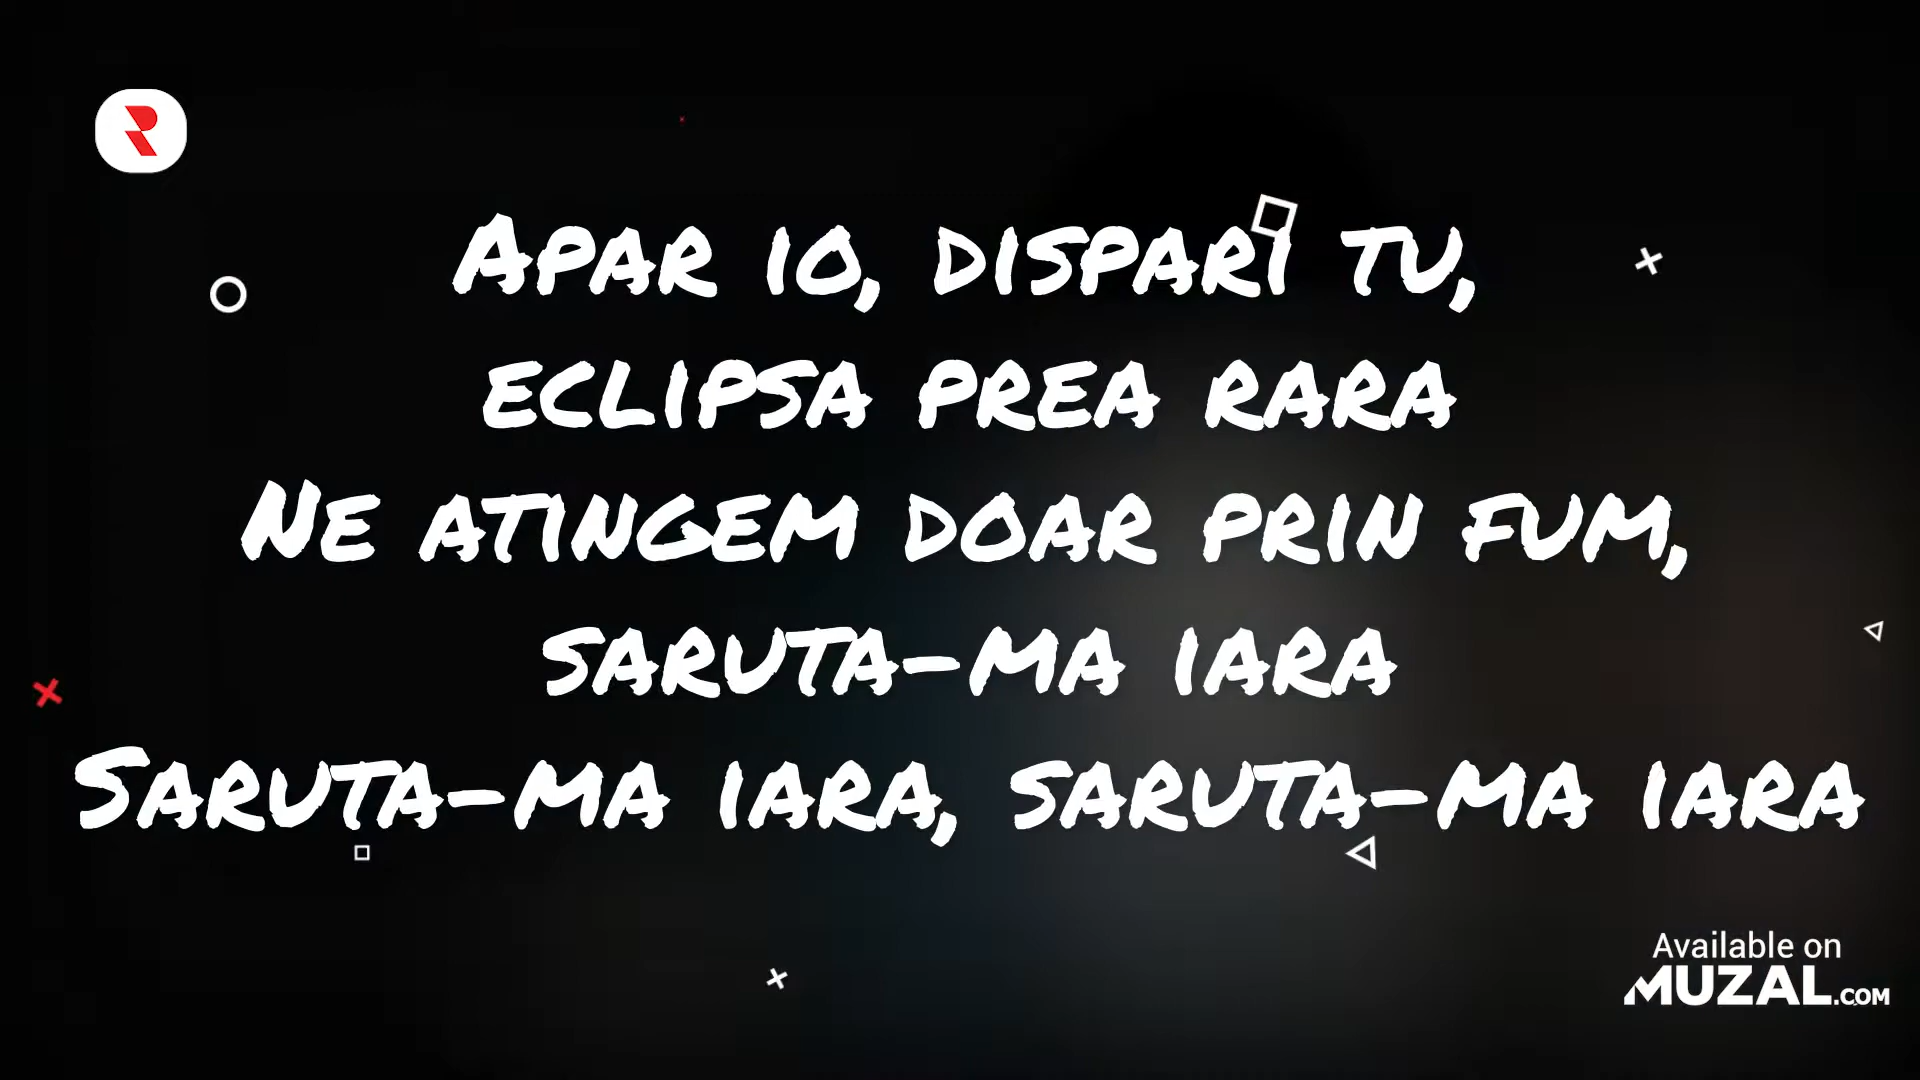 Apar io, dispari tu,
eclipsa prea rara
Ne atingem doar prin fum,
saruta-ma iara
Saruta-ma iara, saruta-ma iara
Available on
MUZAL.COM